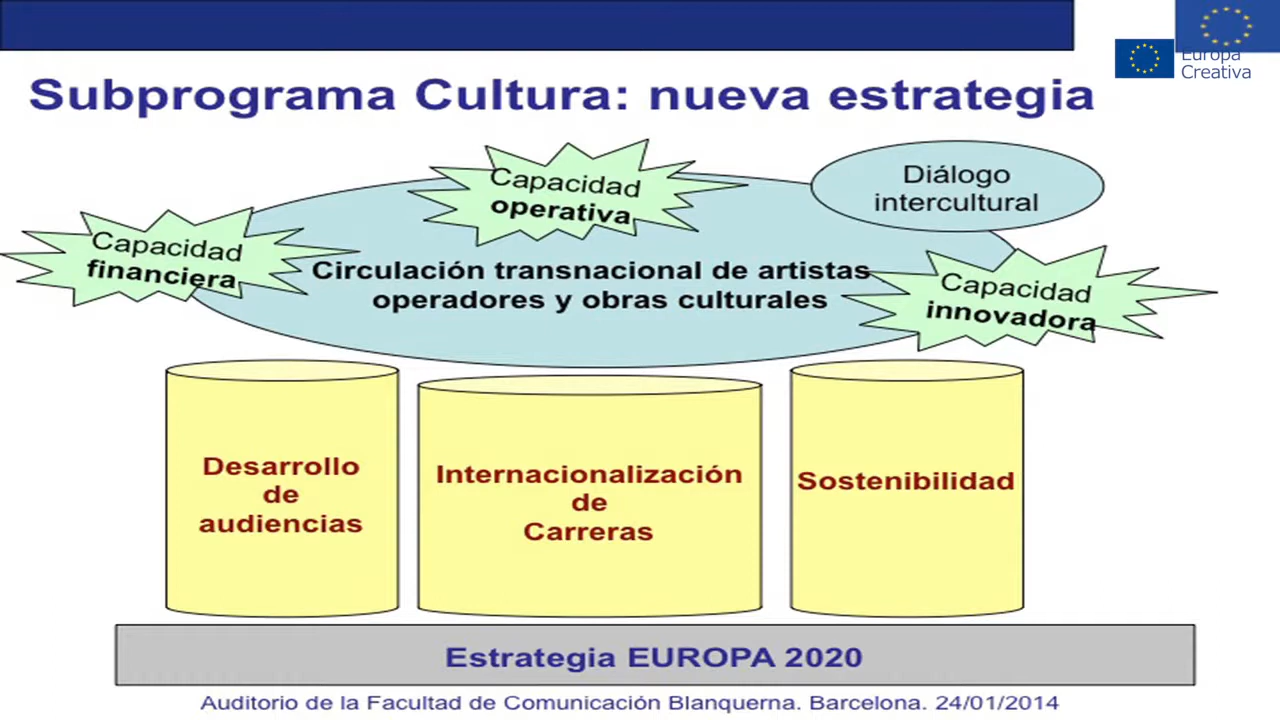 Europa
Creativa
Subprograma Cultura: nueva estrategia
Capacidad
operativa
Diálogo
intercultural
Capacidad
financiera
Circulación transnacional de artistas
operadores y obras culturales
Capacidad
innovadora
Desarrollo
de
audiencias
Internacionalización
de
Carreras
Sostenibilidad
Estrategia EUROPA 2020
Auditorio de la Facultad de Comunicación Blanquerna. Barcelona. 24/01/2014